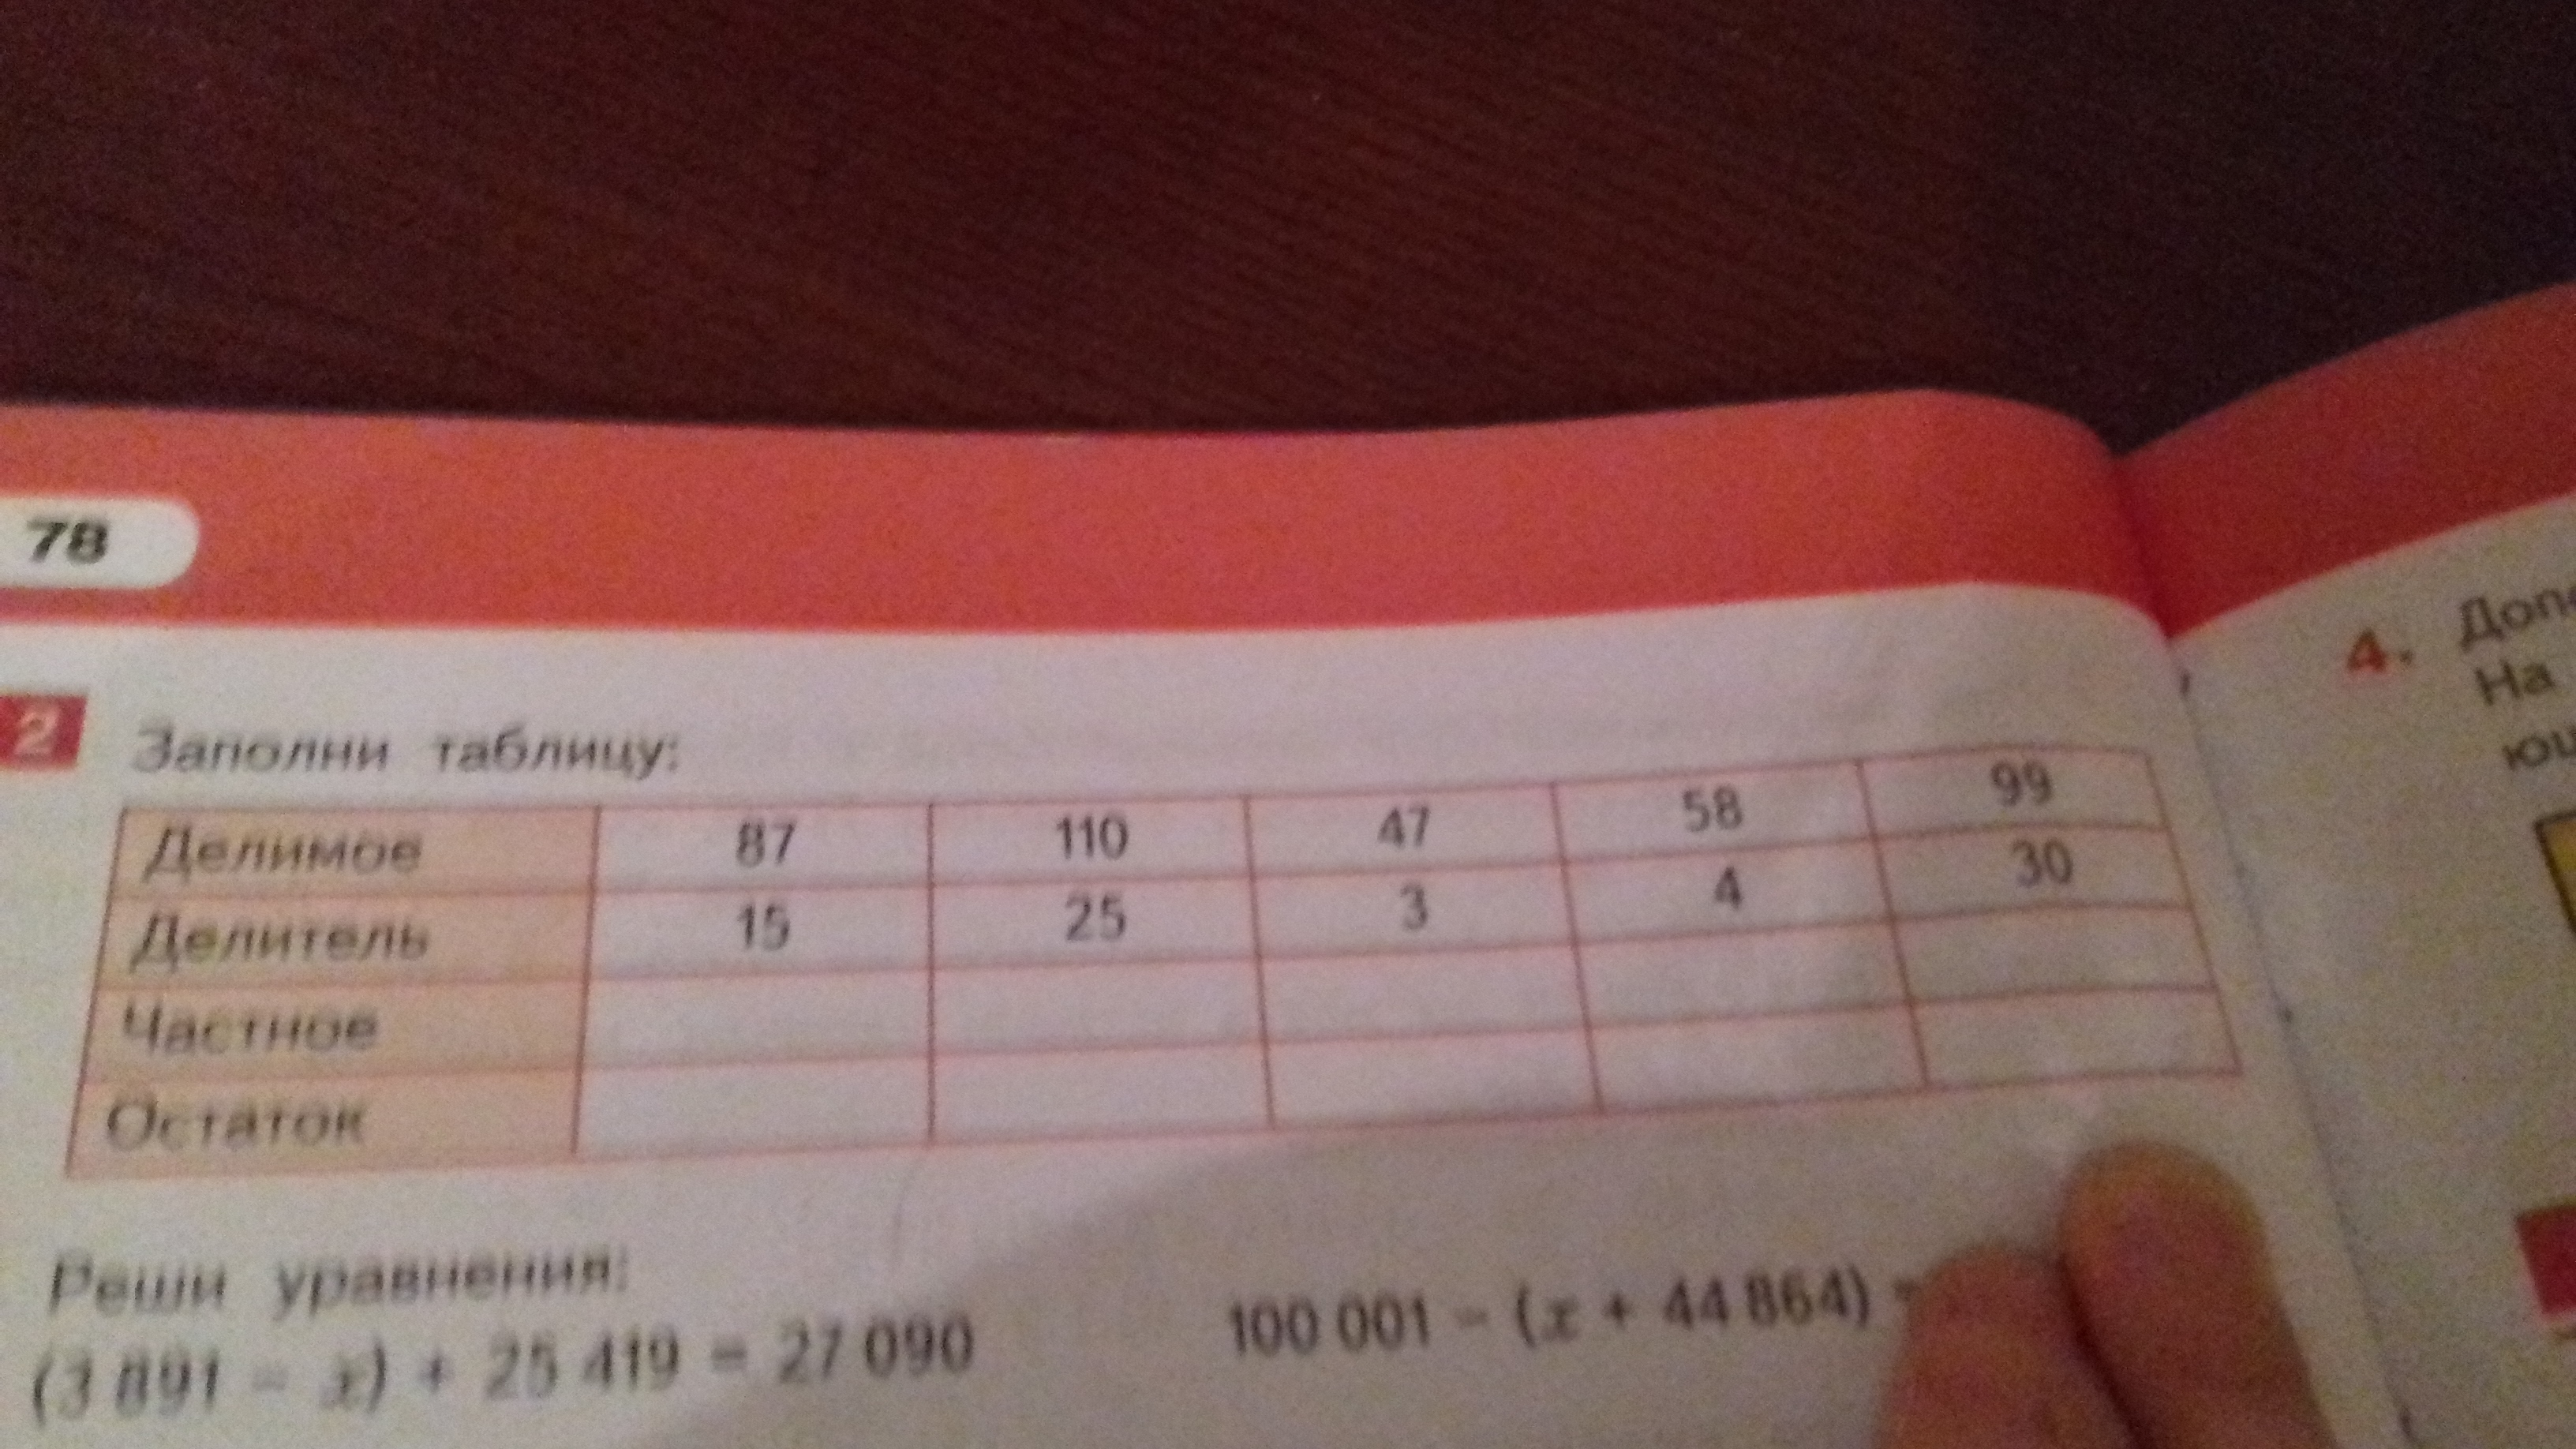 78
2 Заполни таблицу:
Делимое 87 110 47 58 99
Делитель 15 25 3 4 30
Частное
Остаток
Реши уравнения:
(3 891 - x) + 25 419 = 27 090 100 001 - (x + 44 864) =
4.
На